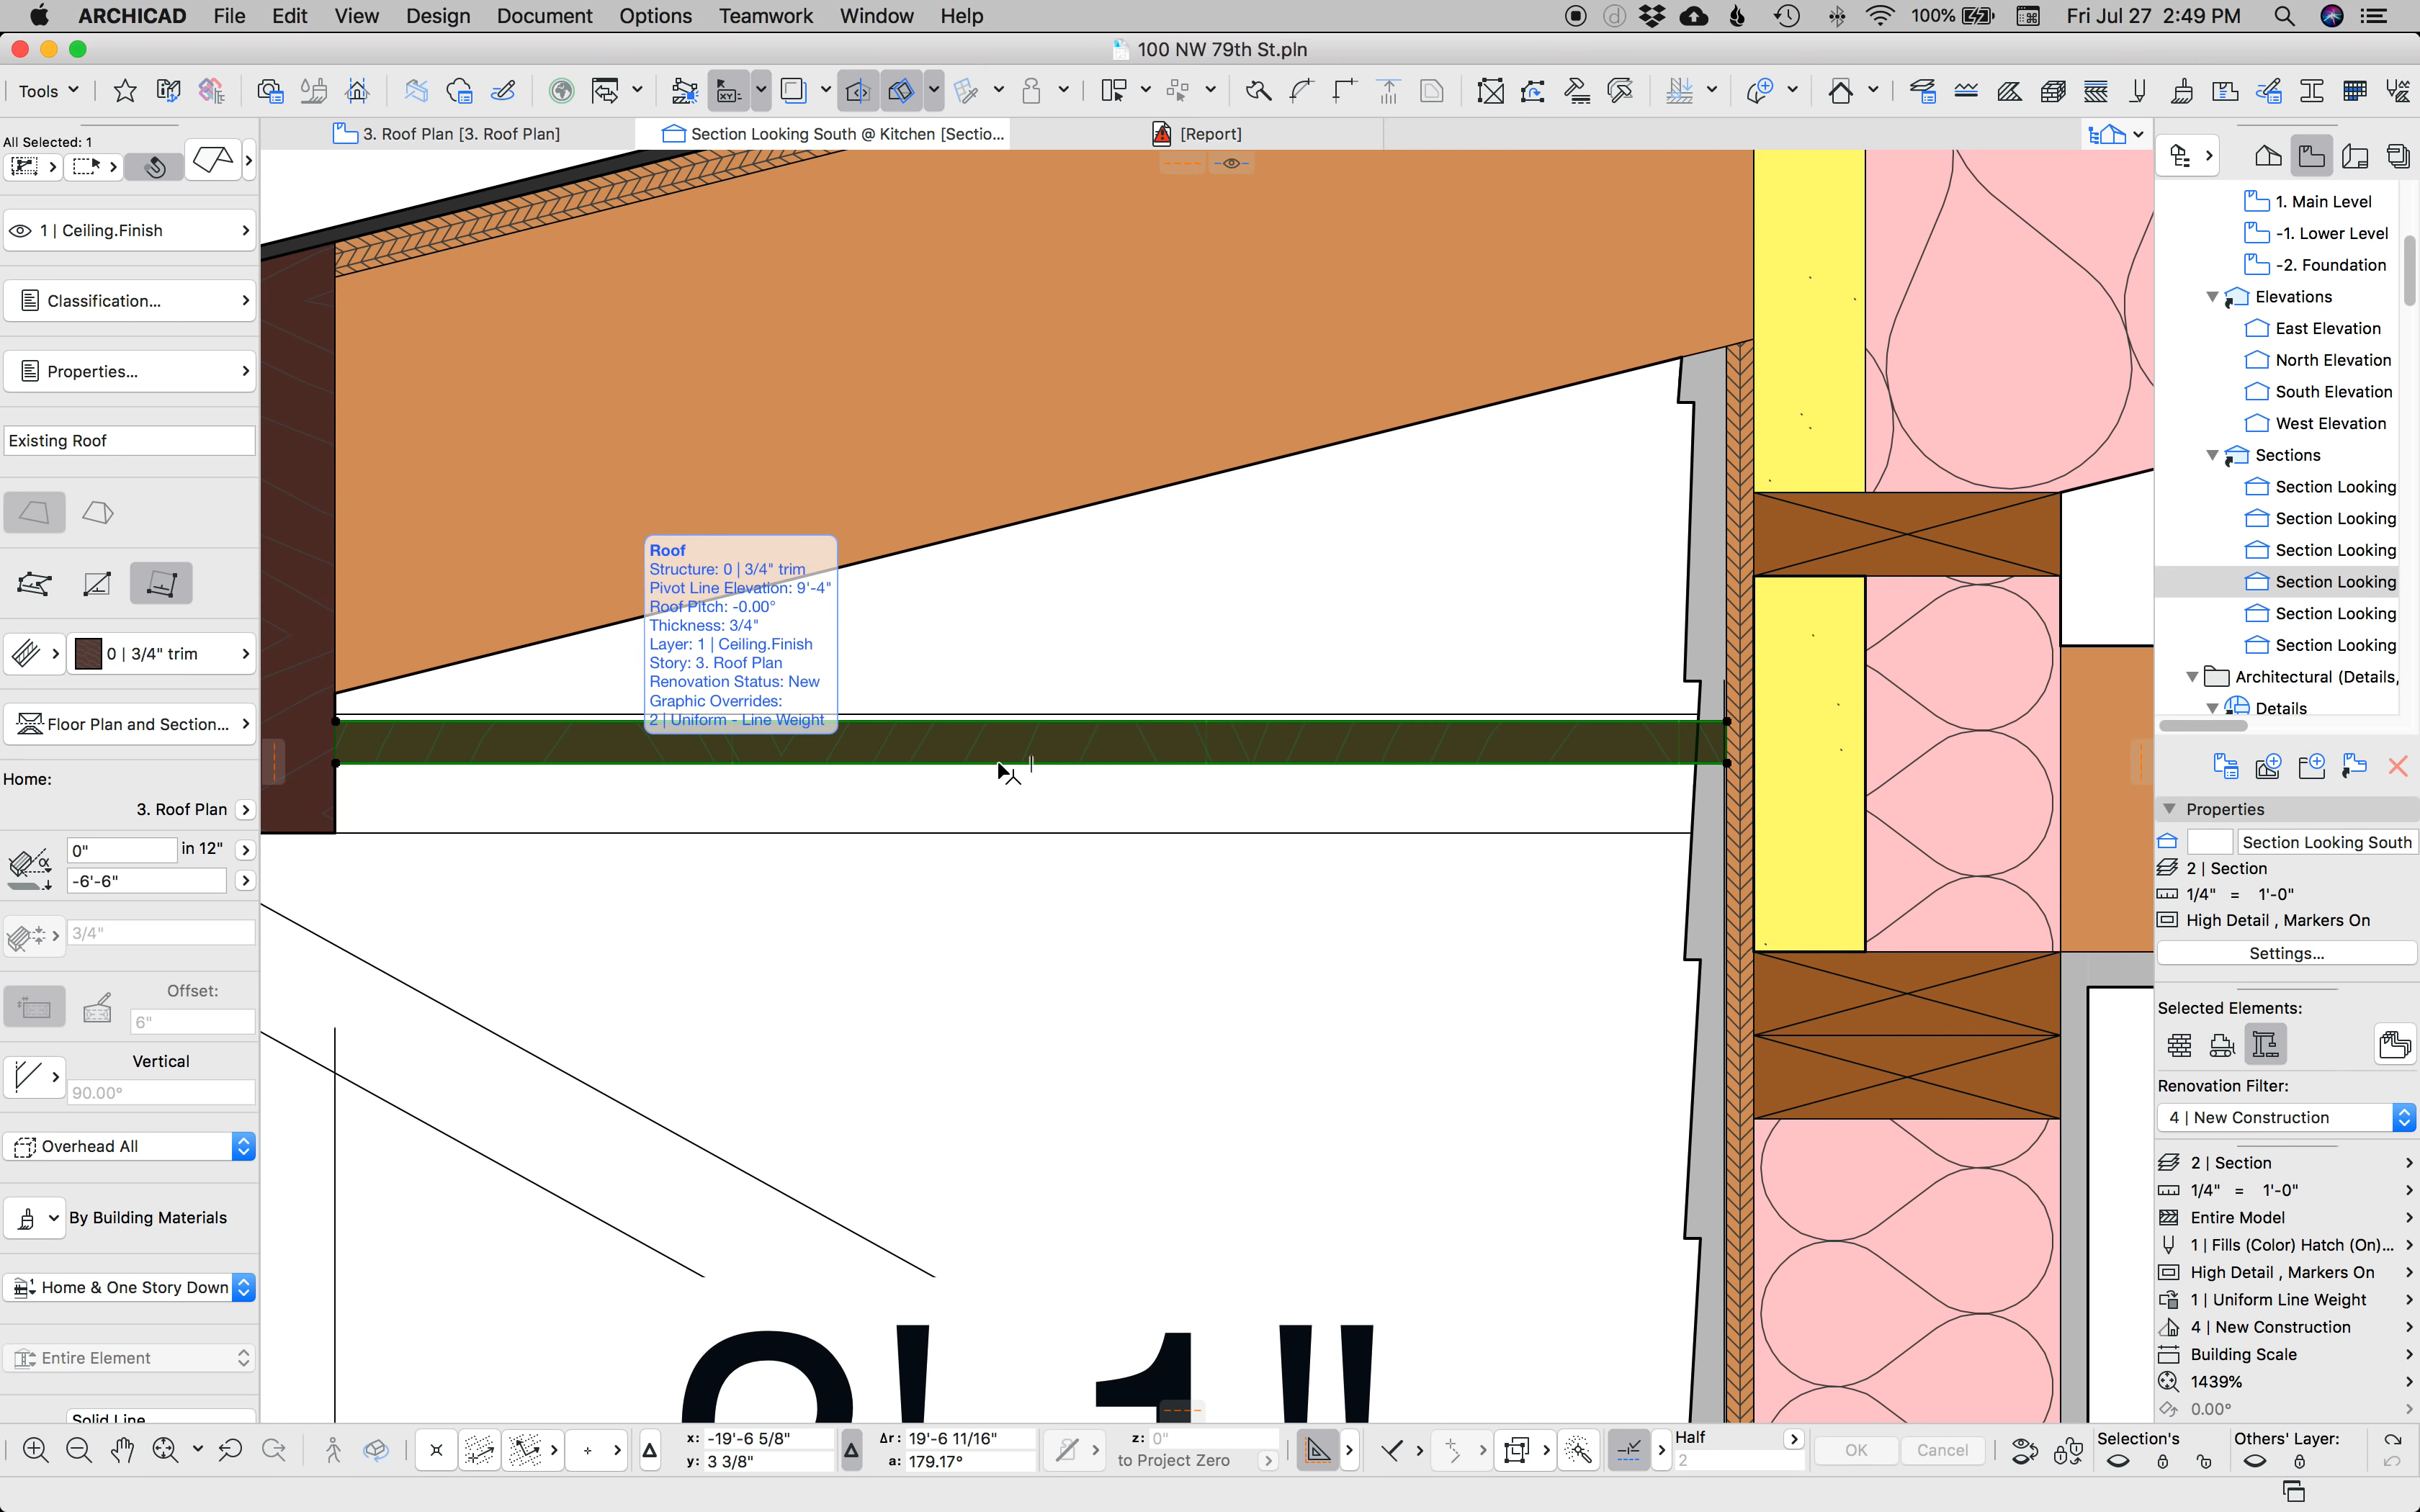 ARCHICAD File Edit View Design Document Options Teamwork Window Help
100% Fri Jul 27 2:49 PM
100 NW 79th St.pln
Tools
3. Roof Plan [3. Roof Plan]
Section Looking South @ Kitchen [Sectio...
[Report]
All Selected: 1
1 | Ceiling.Finish
Classification...
Properties...
Existing Roof
0 | 3/4" trim
Floor Plan and Section...
Home:
3. Roof Plan
0" in 12"
-6'-6"
3/4"
Offset:
6"
Vertical
90.00°
Overhead All
By Building Materials
Home & One Story Down
Entire Element
Solid Line
Roof
Structure: 0 | 3/4" trim
Pivot Line Elevation: 9'-4"
Roof Pitch: -0.00°
Thickness: 3/4"
Layer: 1 | Ceiling.Finish
Story: 3. Roof Plan
Renovation Status: New
Graphic Overrides:
2 | Uniform - Line Weight
1. Main Level
-1. Lower Level
-2. Foundation
Elevations
East Elevation
North Elevation
South Elevation
West Elevation
Sections
Section Looking
Section Looking
Section Looking
Section Looking
Section Looking
Section Looking
Architectural (Details,
Details
Properties
Section Looking South
2 | Section
1/4" = 1'-0"
High Detail , Markers On
Settings...
Selected Elements:
Renovation Filter:
4 | New Construction
2 | Section
1/4" = 1'-0"
Entire Model
1 | Fills (Color) Hatch (On)...
High Detail , Markers On
1 | Uniform Line Weight
4 | New Construction
Building Scale
1439%
0.00°
x: -19'-6 5/8"
y: 3 3/8"
Δr: 19'-6 11/16"
a: 179.17°
z: 0"
to Project Zero
Half
2
OK
Cancel
Selection's
Others' Layer: